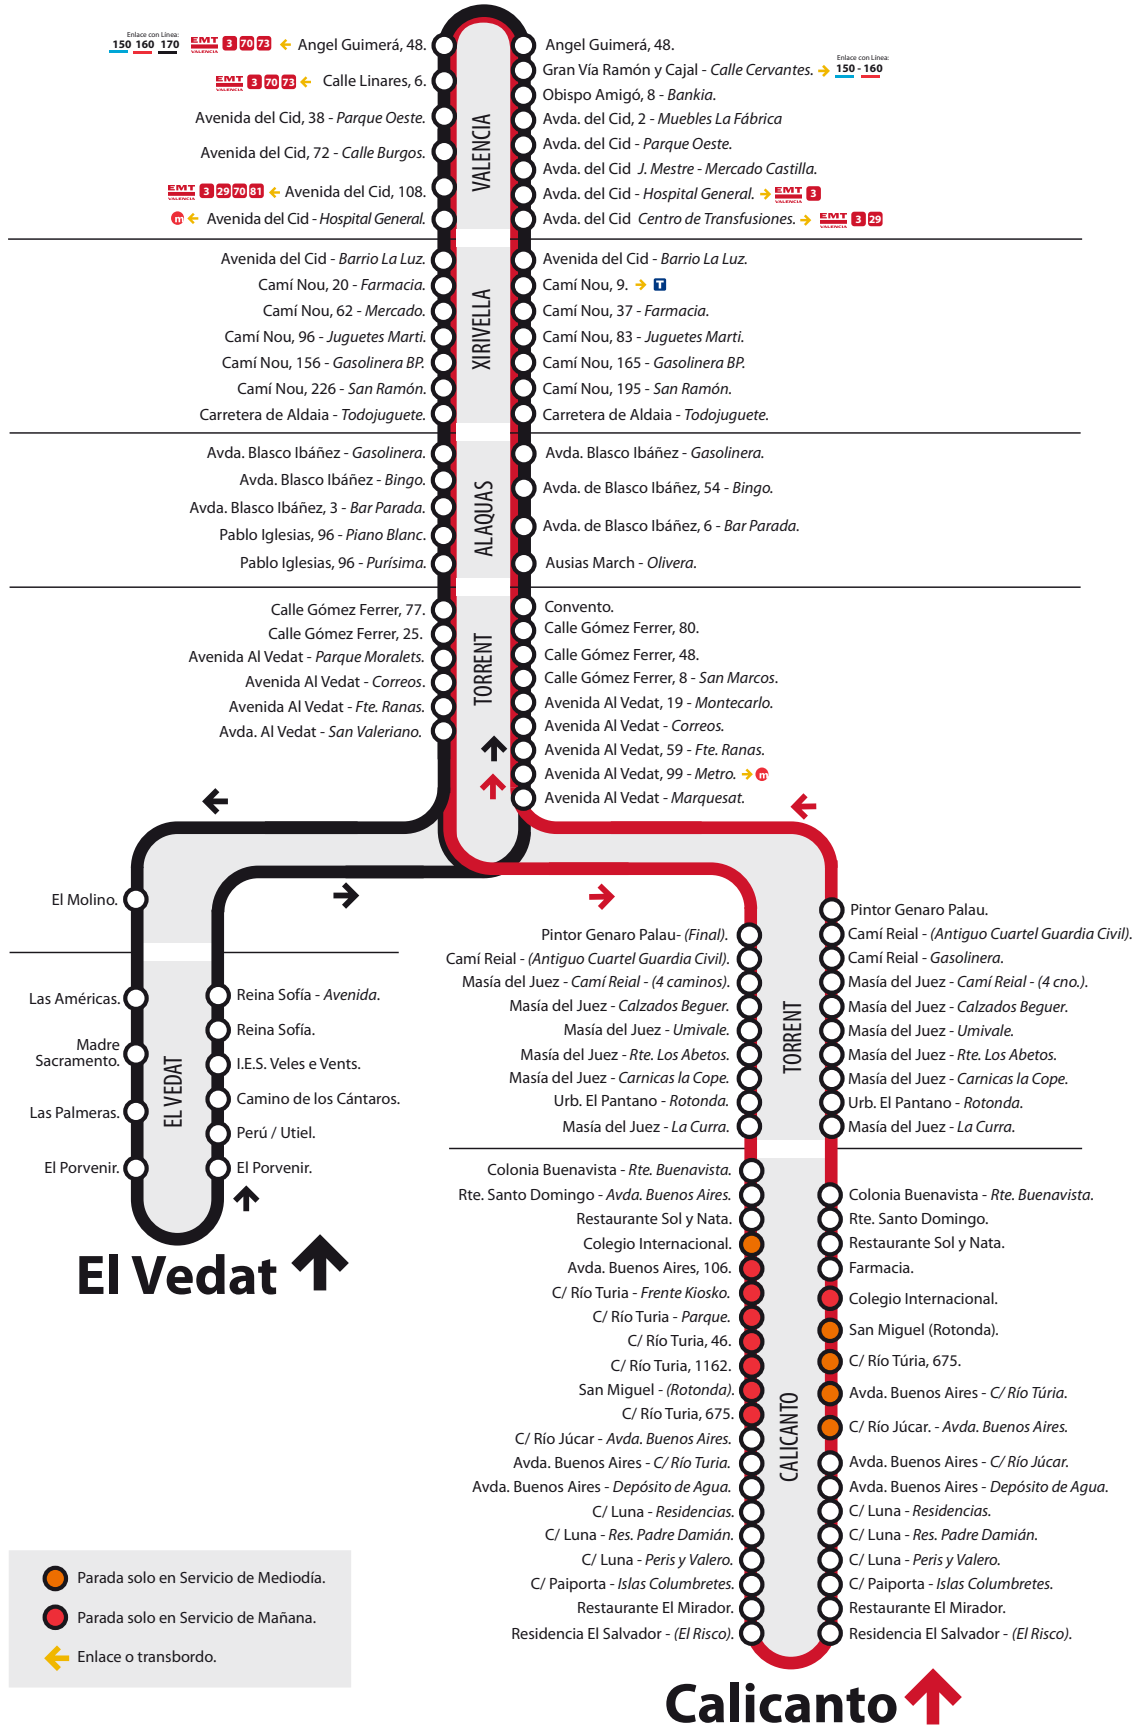 Enlace con Línea:
150 160 170 EMT VALENCIA 3 70 73 Angel Guimerá, 48.
EMT VALENCIA 3 70 73 Calle Linares, 6.
Avenida del Cid, 38 - Parque Oeste.
Avenida del Cid, 72 - Calle Burgos.
EMT VALENCIA 3 29 70 81 Avenida del Cid, 108.
m Avenida del Cid - Hospital General.
Angel Guimerá, 48.
Enlace con Línea:
Gran Vía Ramón y Cajal - Calle Cervantes. 150 - 160
Obispo Amigó, 8 - Bankia.
Avda. del Cid, 2 - Muebles La Fábrica
Avda. del Cid - Parque Oeste.
Avda. del Cid J. Mestre - Mercado Castilla.
Avda. del Cid - Hospital General. EMT VALENCIA 3
Avda. del Cid Centro de Transfusiones. EMT VALENCIA 3 29
VALENCIA
Avenida del Cid - Barrio La Luz.
Camí Nou, 20 - Farmacia.
Camí Nou, 62 - Mercado.
Camí Nou, 96 - Juguetes Marti.
Camí Nou, 156 - Gasolinera BP.
Camí Nou, 226 - San Ramón.
Carretera de Aldaia - Todojuguete.
Avenida del Cid - Barrio La Luz.
Camí Nou, 9. T
Camí Nou, 37 - Farmacia.
Camí Nou, 83 - Juguetes Marti.
Camí Nou, 165 - Gasolinera BP.
Camí Nou, 195 - San Ramón.
Carretera de Aldaia - Todojuguete.
XIRIVELLA
Avda. Blasco Ibáñez - Gasolinera.
Avda. Blasco Ibáñez - Bingo.
Avda. Blasco Ibáñez, 3 - Bar Parada.
Pablo Iglesias, 96 - Piano Blanc.
Pablo Iglesias, 96 - Purísima.
Avda. Blasco Ibáñez - Gasolinera.
Avda. de Blasco Ibáñez, 54 - Bingo.
Avda. de Blasco Ibáñez, 6 - Bar Parada.
Ausias March - Olivera.
ALAQUAS
Calle Gómez Ferrer, 77.
Calle Gómez Ferrer, 25.
Avenida Al Vedat - Parque Moralets.
Avenida Al Vedat - Correos.
Avenida Al Vedat - Fte. Ranas.
Avda. Al Vedat - San Valeriano.
Convento.
Calle Gómez Ferrer, 80.
Calle Gómez Ferrer, 48.
Calle Gómez Ferrer, 8 - San Marcos.
Avenida Al Vedat, 19 - Montecarlo.
Avenida Al Vedat - Correos.
Avenida Al Vedat, 59 - Fte. Ranas.
Avenida Al Vedat, 99 - Metro. m
Avenida Al Vedat - Marquesat.
TORRENT
El Molino.
Las Américas.
Madre
Sacramento.
Las Palmeras.
El Porvenir.
Reina Sofía - Avenida.
Reina Sofía.
I.E.S. Veles e Vents.
Camino de los Cántaros.
Perú / Utiel.
El Porvenir.
EL VEDAT
El Vedat
Pintor Genaro Palau- (Final).
Camí Reial - (Antiguo Cuartel Guardia Civil).
Masía del Juez - Camí Reial - (4 caminos).
Masía del Juez - Calzados Beguer.
Masía del Juez - Umivale.
Masía del Juez - Rte. Los Abetos.
Masía del Juez - Carnicas la Cope.
Urb. El Pantano - Rotonda.
Masía del Juez - La Curra.
Pintor Genaro Palau.
Camí Reial - (Antiguo Cuartel Guardia Civil).
Camí Reial - Gasolinera.
Masía del Juez - Camí Reial - (4 cno.).
Masía del Juez - Calzados Beguer.
Masía del Juez - Umivale.
Masía del Juez - Rte. Los Abetos.
Masía del Juez - Carnicas la Cope.
Urb. El Pantano - Rotonda.
Masía del Juez - La Curra.
TORRENT
Colonia Buenavista - Rte. Buenavista.
Rte. Santo Domingo - Avda. Buenos Aires.
Restaurante Sol y Nata.
Colegio Internacional.
Avda. Buenos Aires, 106.
C/ Río Turia - Frente Kiosko.
C/ Río Turia - Parque.
C/ Río Turia, 46.
C/ Río Turia, 1162.
San Miguel - (Rotonda).
C/ Río Turia, 675.
C/ Río Júcar - Avda. Buenos Aires.
Avda. Buenos Aires - C/ Río Turia.
Avda. Buenos Aires - Depósito de Agua.
C/ Luna - Residencias.
C/ Luna - Res. Padre Damián.
C/ Luna - Peris y Valero.
C/ Paiporta - Islas Columbretes.
Restaurante El Mirador.
Residencia El Salvador - (El Risco).
Colonia Buenavista - Rte. Buenavista.
Rte. Santo Domingo.
Restaurante Sol y Nata.
Farmacia.
Colegio Internacional.
San Miguel (Rotonda).
C/ Río Túria, 675.
Avda. Buenos Aires - C/ Río Túria.
C/ Río Júcar. - Avda. Buenos Aires.
Avda. Buenos Aires - C/ Río Júcar.
Avda. Buenos Aires - Depósito de Agua.
C/ Luna - Residencias.
C/ Luna - Res. Padre Damián.
C/ Luna - Peris y Valero.
C/ Paiporta - Islas Columbretes.
Restaurante El Mirador.
Residencia El Salvador - (El Risco).
CALICANTO
Calicanto
Parada solo en Servicio de Mediodía.
Parada solo en Servicio de Mañana.
Enlace o transbordo.